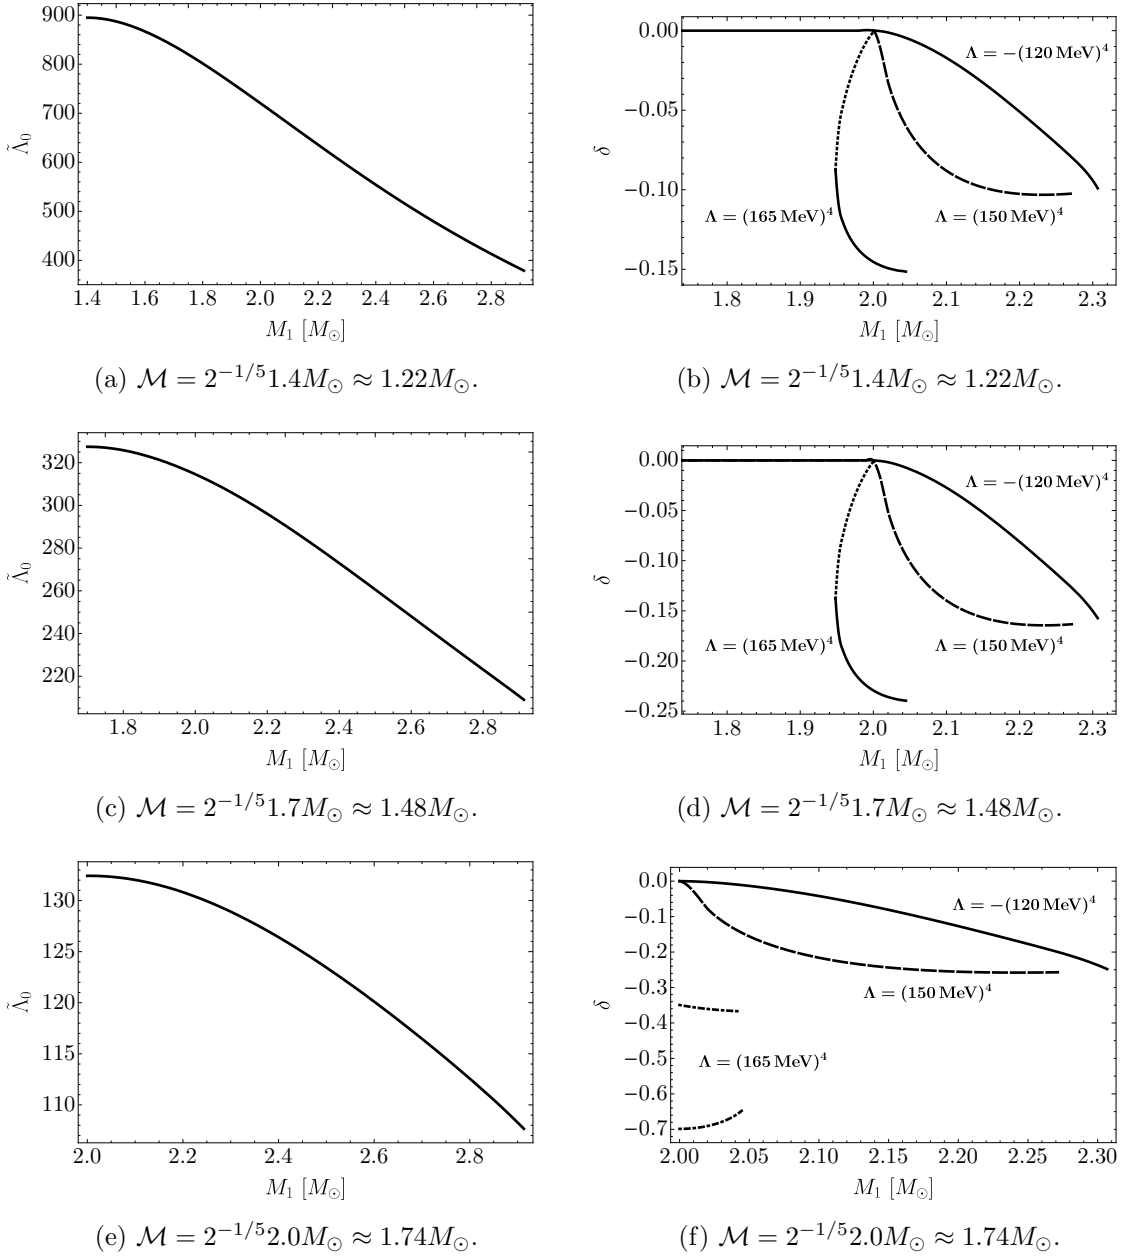 900
800
700
600
500
400
Λ̃₀
1.4 1.6 1.8 2.0 2.2 2.4 2.6 2.8
M₁ [M⊙]
(a) ℳ = 2^{-1/5}1.4M⊙ ≈ 1.22M⊙.
0.00
−0.05
−0.10
−0.15
δ
Λ = −(120 MeV)⁴
Λ = (165 MeV)⁴
Λ = (150 MeV)⁴
1.8 1.9 2.0 2.1 2.2 2.3
M₁ [M⊙]
(b) ℳ = 2^{-1/5}1.4M⊙ ≈ 1.22M⊙.
320
300
280
260
240
220
Λ̃₀
1.8 2.0 2.2 2.4 2.6 2.8
M₁ [M⊙]
(c) ℳ = 2^{-1/5}1.7M⊙ ≈ 1.48M⊙.
0.00
−0.05
−0.10
−0.15
−0.20
−0.25
δ
Λ = −(120 MeV)⁴
Λ = (165 MeV)⁴
Λ = (150 MeV)⁴
1.8 1.9 2.0 2.1 2.2 2.3
M₁ [M⊙]
(d) ℳ = 2^{-1/5}1.7M⊙ ≈ 1.48M⊙.
130
125
120
115
110
Λ̃₀
2.0 2.2 2.4 2.6 2.8
M₁ [M⊙]
(e) ℳ = 2^{-1/5}2.0M⊙ ≈ 1.74M⊙.
0.0
−0.1
−0.2
−0.3
−0.4
−0.5
−0.6
−0.7
δ
Λ = −(120 MeV)⁴
Λ = (150 MeV)⁴
Λ = (165 MeV)⁴
2.00 2.05 2.10 2.15 2.20 2.25 2.30
M₁ [M⊙]
(f) ℳ = 2^{-1/5}2.0M⊙ ≈ 1.74M⊙.